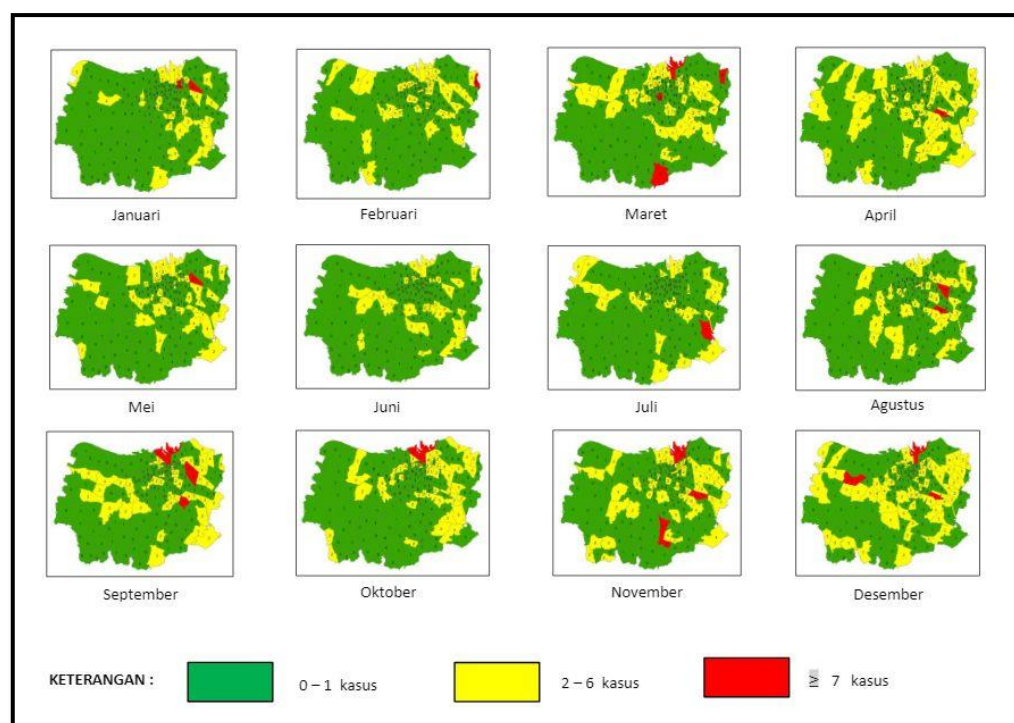 Januari
Februari
Maret
April
Mei
Juni
Juli
Agustus
September
Oktober
November
Desember
KETERANGAN :
0 – 1 kasus
2 – 6 kasus
≥ 7 kasus